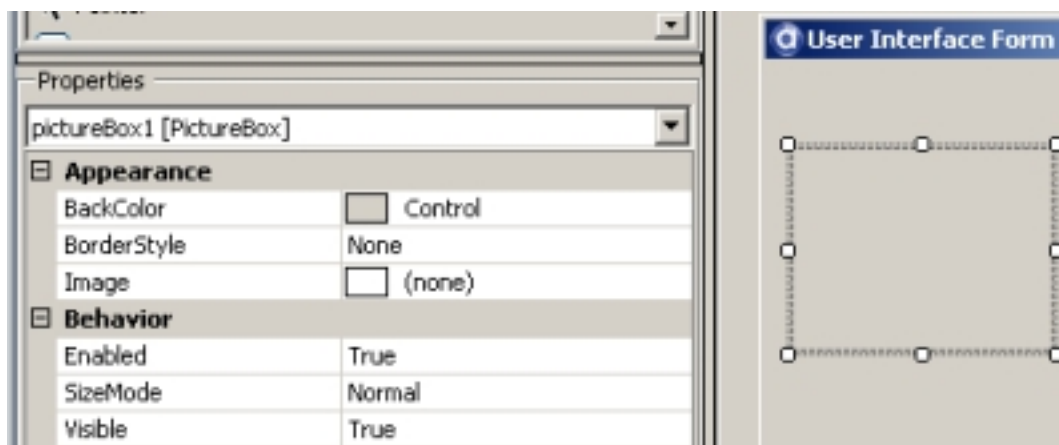 Properties
pictureBox1 [PictureBox]
Appearance
BackColor Control
BorderStyle None
Image (none)
Behavior
Enabled True
SizeMode Normal
Visible True
User Interface Form